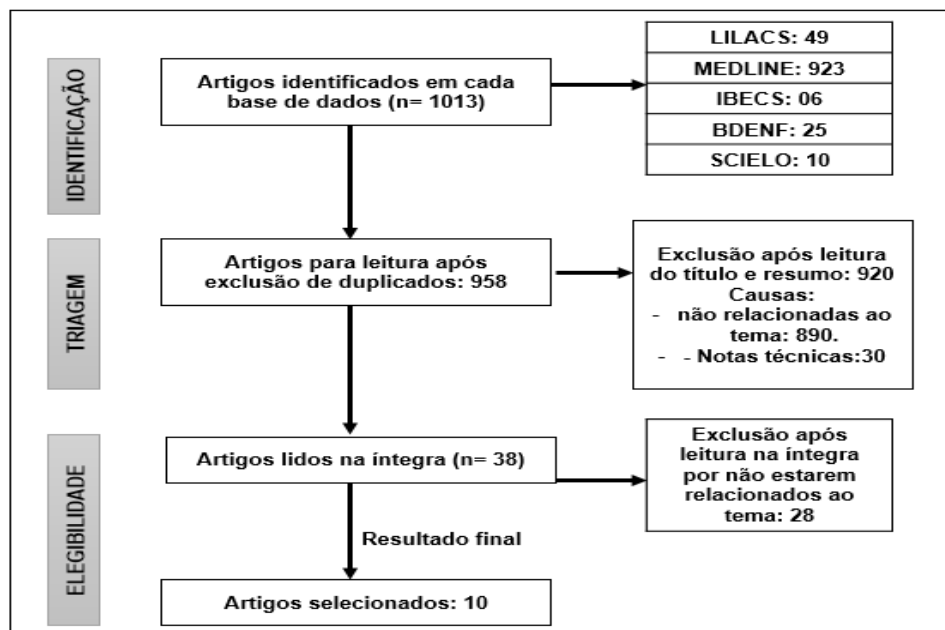 IDENTIFICAÇÃO
Artigos identificados em cada
base de dados (n= 1013)
LILACS: 49
MEDLINE: 923
IBECS: 06
BDENF: 25
SCIELO: 10
TRIAGEM
Artigos para leitura após
exclusão de duplicados: 958
Exclusão após leitura
do título e resumo: 920
Causas:
- não relacionadas ao
tema: 890.
- - Notas técnicas:30
ELEGIBILIDADE
Artigos lidos na íntegra (n= 38)
Exclusão após
leitura na íntegra
por não estarem
relacionados ao
tema: 28
Resultado final
Artigos selecionados: 10